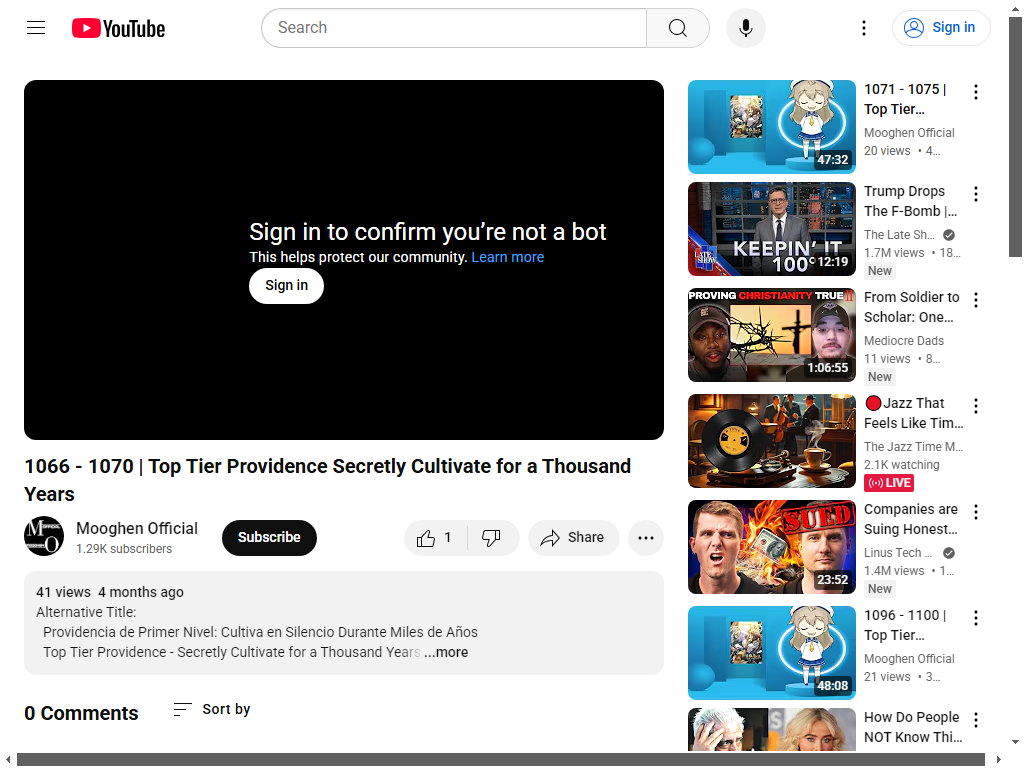 YouTube
Search
Sign in
Sign in to confirm you’re not a bot
This helps protect our community. Learn more
Sign in
1066 - 1070 | Top Tier Providence Secretly Cultivate for a Thousand
Years
Mooghen Official
1.29K subscribers
Subscribe
1
Share
41 views 4 months ago
Alternative Title:
Providencia de Primer Nivel: Cultiva en Silencio Durante Miles de Años
Top Tier Providence - Secretly Cultivate for a Thousand Years ...more
0 Comments
Sort by
47:32
1071 - 1075 |
Top Tier…
Mooghen Official
20 views • 4…
LATE SHOW
KEEPIN' IT
100°
12:19
Trump Drops
The F-Bomb |…
The Late Sh…
1.7M views • 18…
New
PROVING CHRISTIANITY TRUE
1:06:55
From Soldier to
Scholar: One…
Mediocre Dads
11 views • 8…
New
Jazz That
Feels Like Tim…
The Jazz Time M…
2.1K watching
LIVE
SUED
23:52
Companies are
Suing Honest…
Linus Tech …
1.4M views • 1…
New
48:08
1096 - 1100 |
Top Tier…
Mooghen Official
21 views • 3…
How Do People
NOT Know Thi…